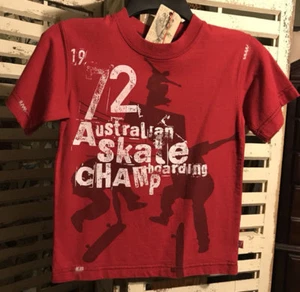 19
72
Australian
skate
boarding
CHAMP